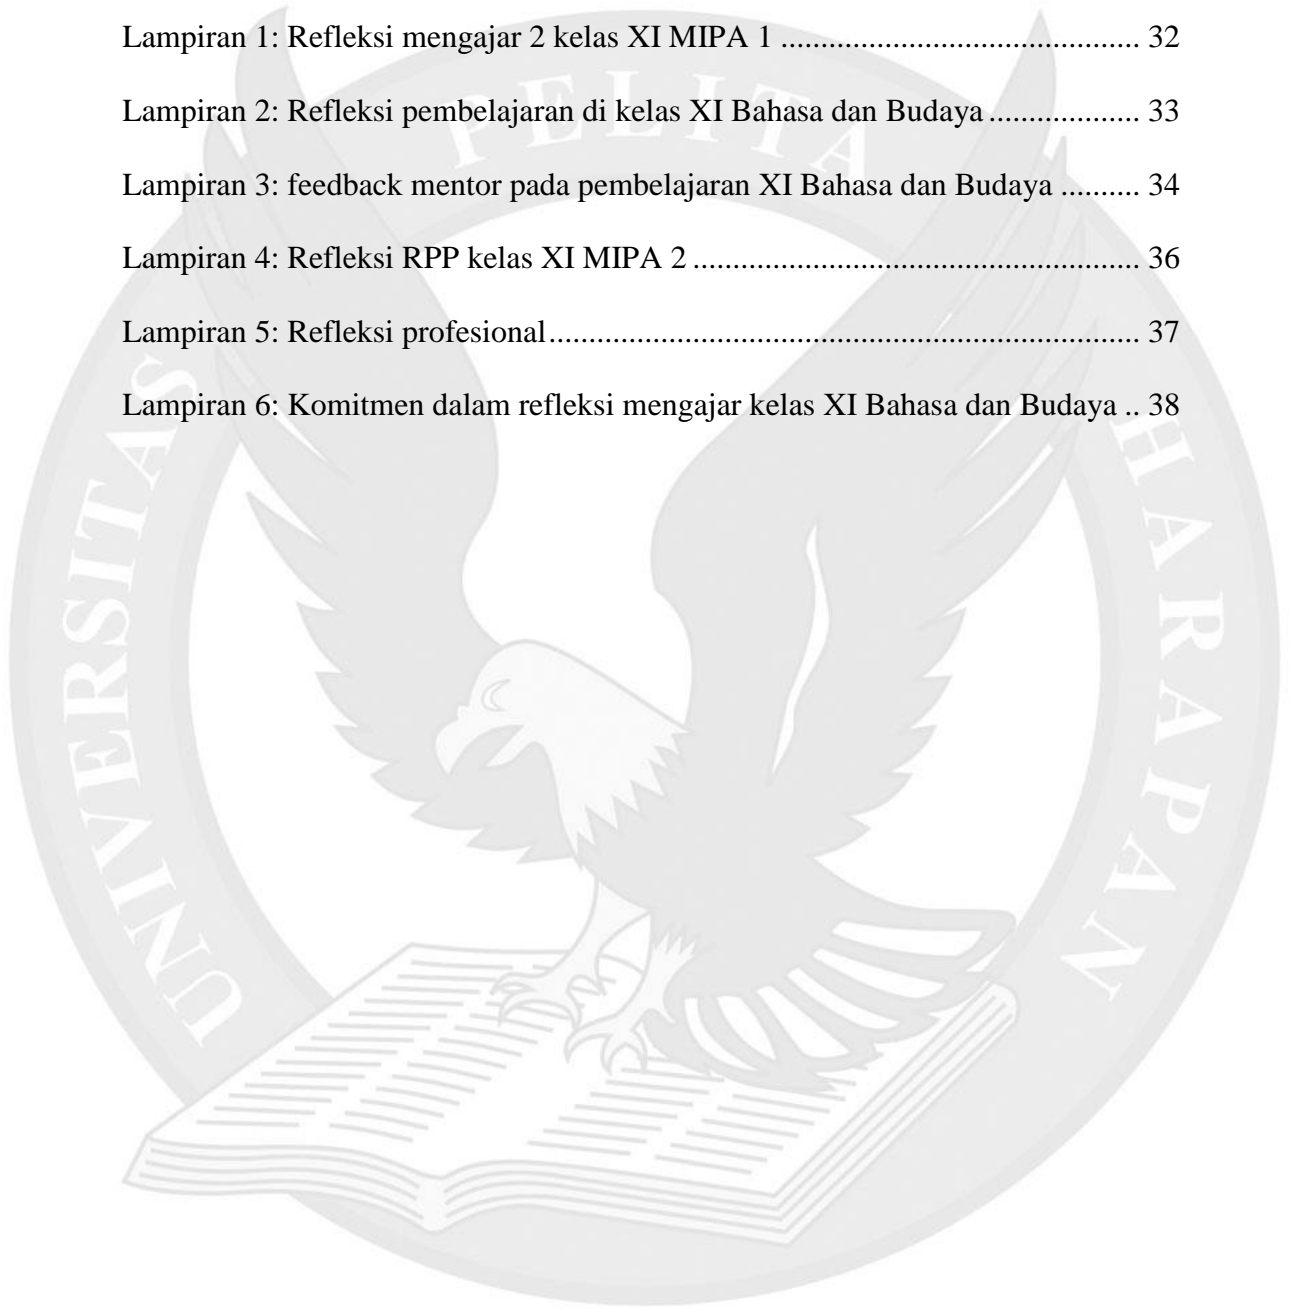 Lampiran 1: Refleksi mengajar 2 kelas XI MIPA 1 ....................................... 32
Lampiran 2: Refleksi pembelajaran di kelas XI Bahasa dan Budaya .................. 33
Lampiran 3: feedback mentor pada pembelajaran XI Bahasa dan Budaya .......... 34
Lampiran 4: Refleksi RPP kelas XI MIPA 2 ................................................. 36
Lampiran 5: Refleksi profesional................................................................. 37
Lampiran 6: Komitmen dalam refleksi mengajar kelas XI Bahasa dan Budaya .. 38
UNIVERSITAS PELITA HARAPAN